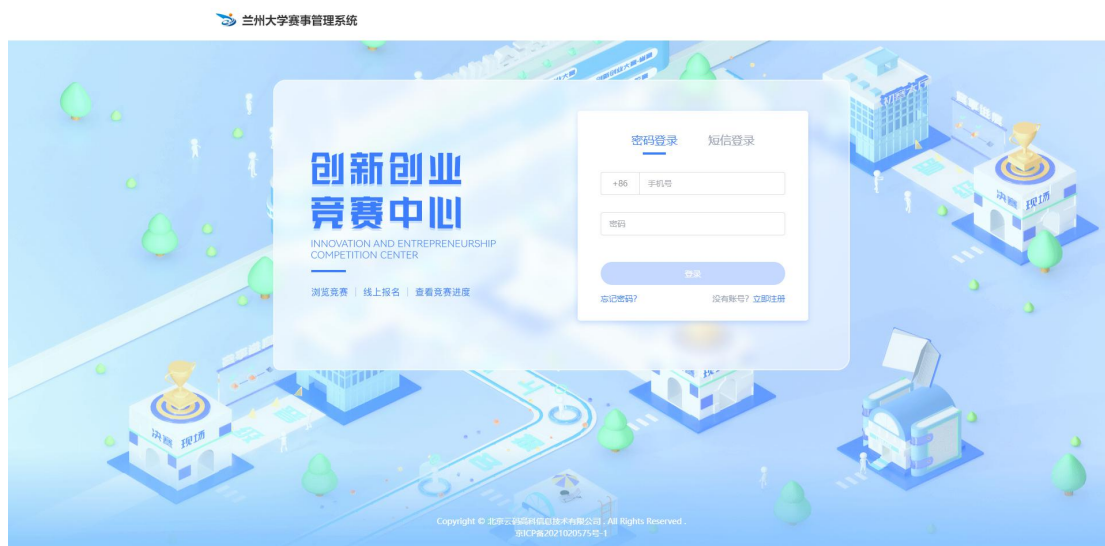 兰州大学赛事管理系统
创新创业
竞赛中心
INNOVATION AND ENTREPRENEURSHIP
COMPETITION CENTER
浏览竞赛 | 线上报名 | 查看竞赛进度
密码登录 短信登录
+86 手机号
密码
登录
忘记密码? 没有账号? 立即注册
决赛 现场
决赛 现场
Copyright © 北京云码高科信息技术有限公司 . All Rights Reserved .
京ICP备2021020575号-1